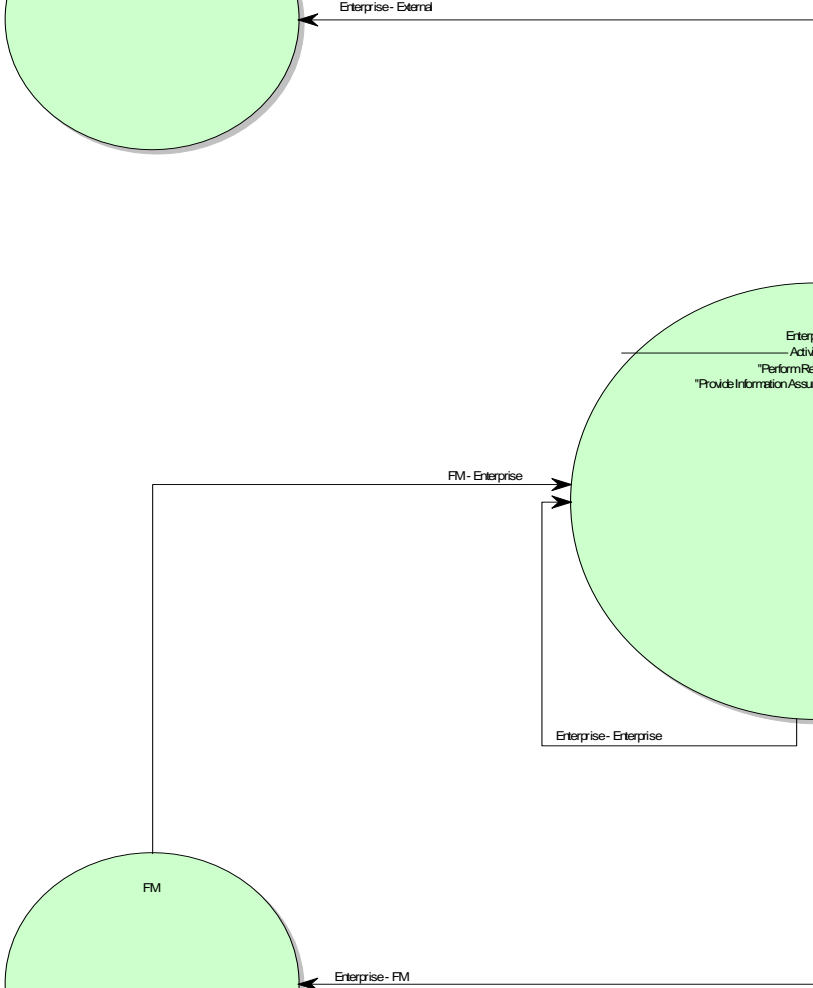 Enterprise - External
Enterp
Activi
"Perform Re
"Provide Information Assu
FM - Enterprise
Enterprise - Enterprise
FM
Enterprise - FM